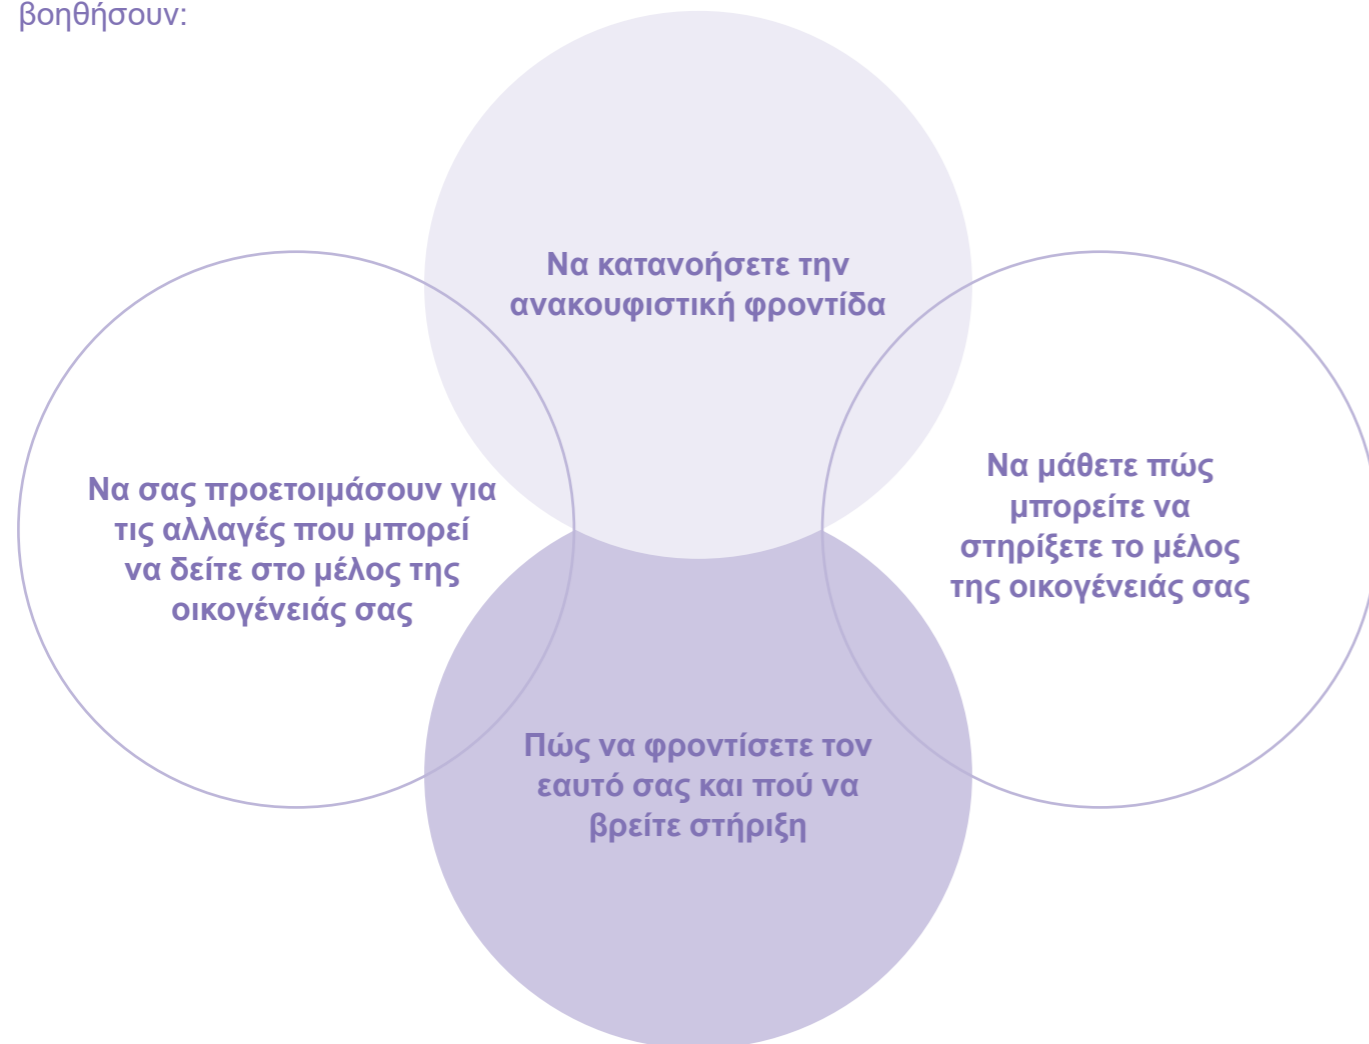 βοηθήσουν:
Να κατανοήσετε την
ανακουφιστική φροντίδα
Να σας προετοιμάσουν για
τις αλλαγές που μπορεί
να δείτε στο μέλος της
οικογένειάς σας
Να μάθετε πώς
μπορείτε να
στηρίξετε το μέλος
της οικογένειάς σας
Πώς να φροντίσετε τον
εαυτό σας και πού να
βρείτε στήριξη